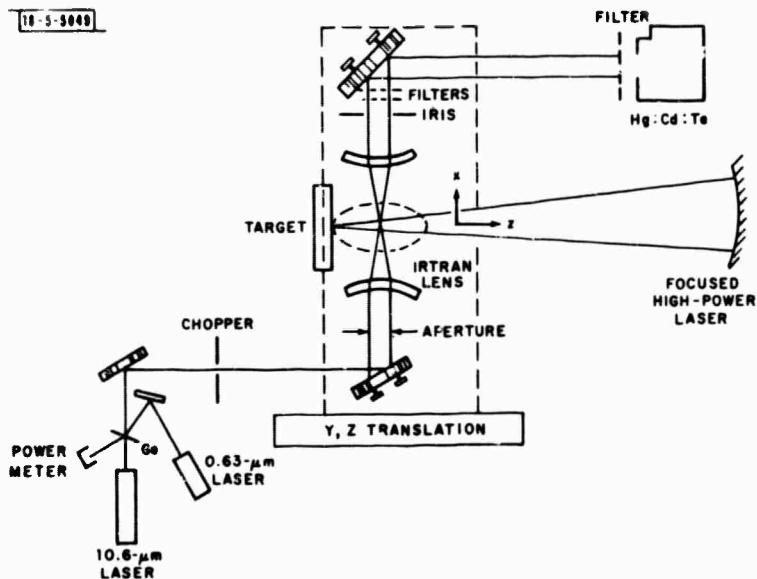 18-5-5049
FILTER
FILTERS
IRIS
Hg:Cd:Te
x
z
TARGET
IRTRAN
LENS
FOCUSED
HIGH-POWER
LASER
CHOPPER
APERTURE
Y, Z TRANSLATION
Ge
POWER
METER
0.63-μm
LASER
10.6-μm
LASER